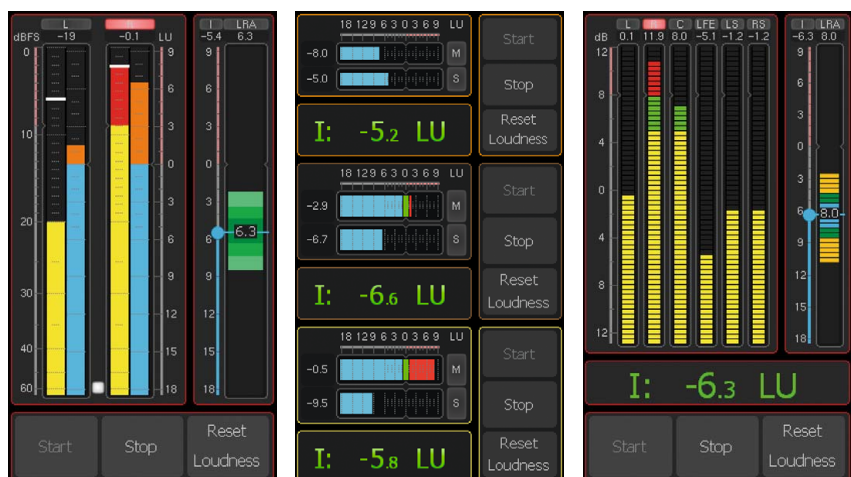 L R I LRA
dBFS -19 -0.1 LU -5.4 6.3
0 9 9
6 6
10 3 3
0 0
20 3 3
6 6 6.3
30 9 9
12 12
40 15 15
60 18 18
Start Stop Reset Loudness
18 12 9 6 3 0 3 6 9 LU
-8.0 M
-5.0 S
I: -5.2 LU
Start
Stop
Reset
Loudness
18 12 9 6 3 0 3 6 9 LU
-2.9 M
-6.7 S
I: -6.6 LU
Start
Stop
Reset
Loudness
18 12 9 6 3 0 3 6 9 LU
-0.5 M
-9.5 S
I: -5.8 LU
Start
Stop
Reset
Loudness
L R C LFE LS RS I LRA
dB 0.1 11.9 8.0 -5.1 -1.2 -1.2 -6.3 8.0
12 9
6
8 3
4 0
0 3
6 -8.0
4 9
8 12
15
12 18
I: -6.3 LU
Start Stop Reset Loudness